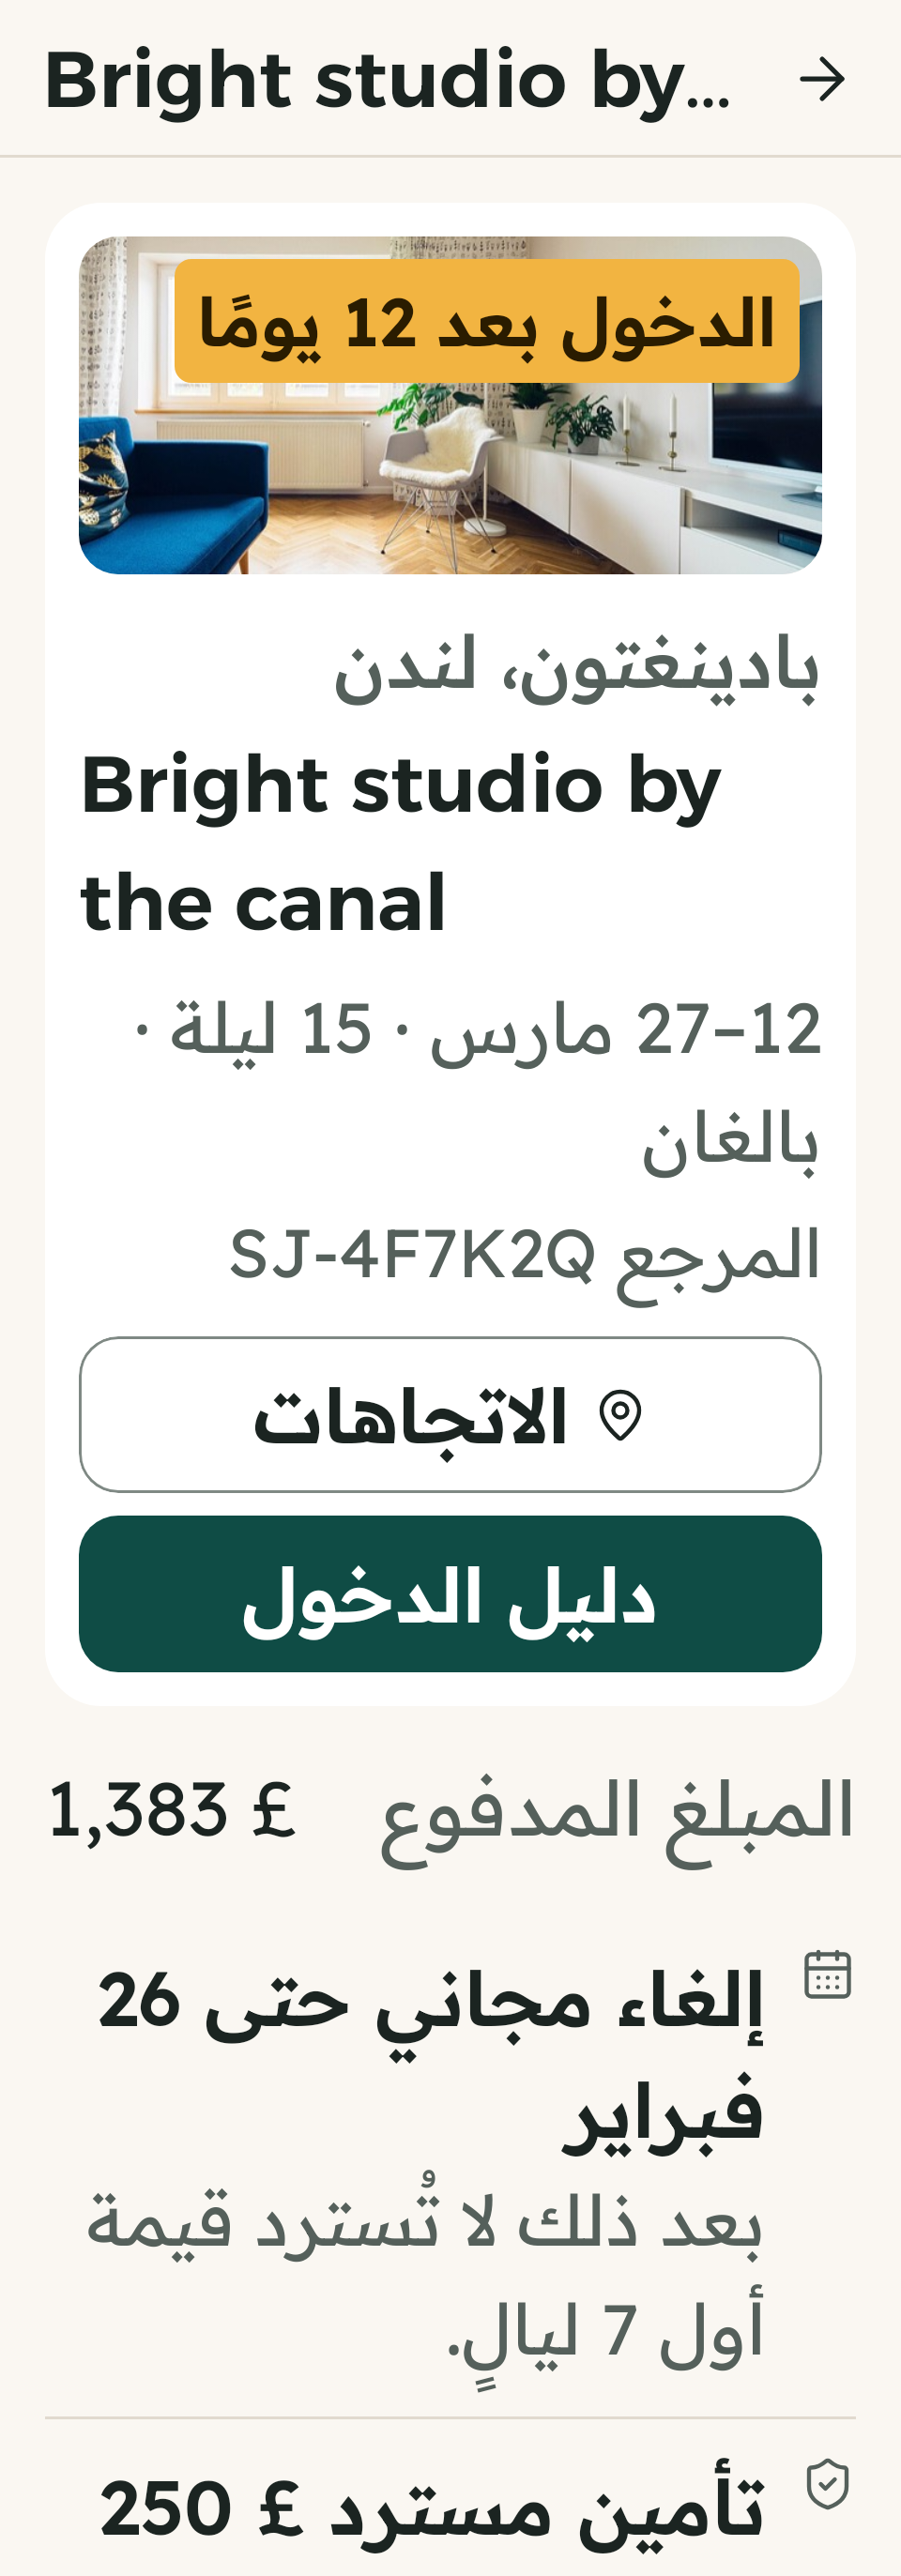 Bright studio by...
الدخول بعد 12 يومًا
بادينغتون، لندن
Bright studio by
the canal
12–27 مارس · 15 ليلة ·
بالغان
المرجع SJ-4F7K2Q
الاتجاهات
دليل الدخول
المبلغ المدفوع
1,383 £
إلغاء مجاني حتى 26
فبراير
بعد ذلك لا تُسترد قيمة
أول 7 ليالٍ.
تأمين مسترد £ 250